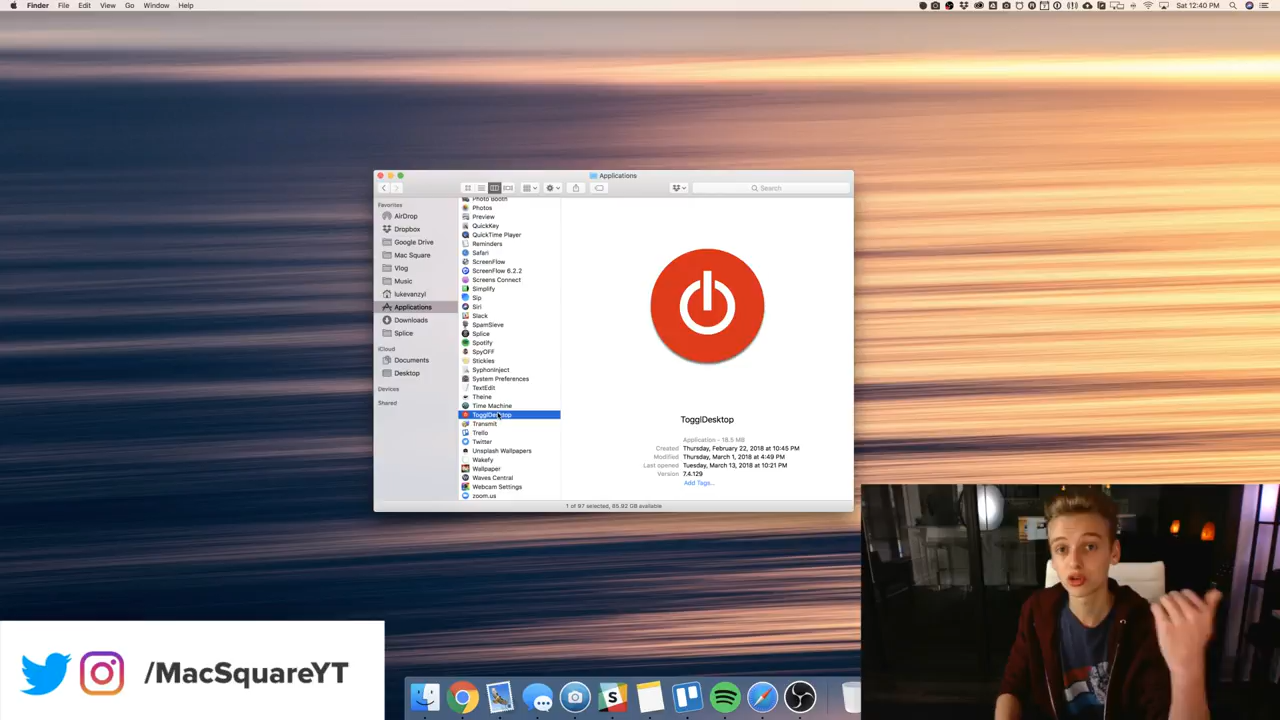 Finder File Edit View Go Window Help
Sat 12:40 PM
Applications
Search
Favorites
AirDrop
Dropbox
Google Drive
Mac Square
Vlog
Music
lukevanzyl
Applications
Downloads
Splice
iCloud
Documents
Desktop
Devices
Shared
Photo Booth
Photos
Preview
QuickKey
QuickTime Player
Reminders
Safari
ScreenFlow
ScreenFlow 6.2.2
Screens Connect
Simplify
Sip
Siri
Slack
SpamSieve
Splice
Spotify
SpyOFF
Stickies
SyphonInject
System Preferences
TextEdit
Theine
Time Machine
TogglDesktop
Transmit
Trello
Twitter
Unsplash Wallpapers
Wakefy
Wallpaper
Waves Central
Webcam Settings
zoom.us
TogglDesktop
Application - 18.5 MB
Created Thursday, February 22, 2018 at 10:45 PM
Modified Thursday, March 1, 2018 at 4:49 PM
Last opened Tuesday, March 13, 2018 at 10:21 PM
Version 7.4.129
Add Tags...
1 of 97 selected, 65.92 GB available
/MacSquareYT